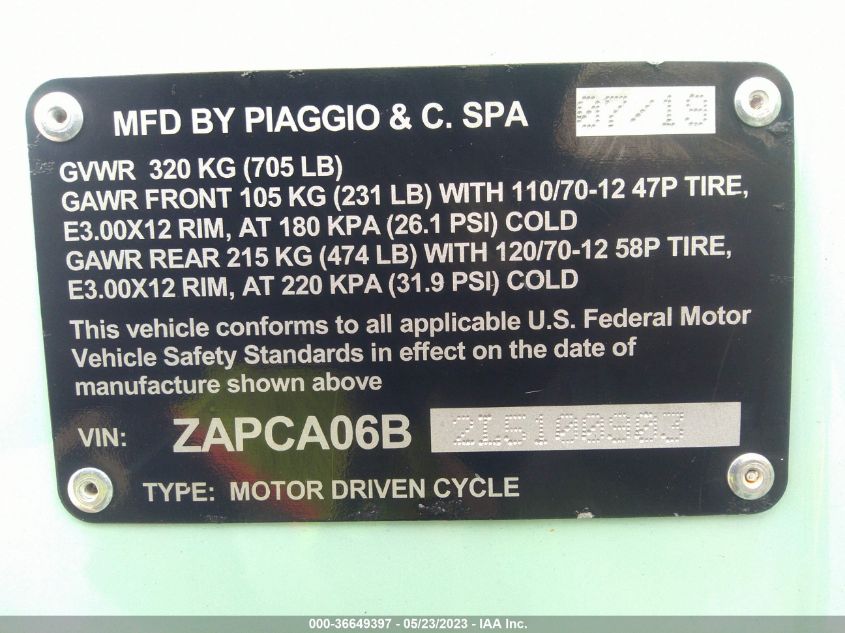 MFD BY PIAGGIO & C. SPA 07/19
GVWR 320 KG (705 LB)
GAWR FRONT 105 KG (231 LB) WITH 110/70-12 47P TIRE,
E3.00X12 RIM, AT 180 KPA (26.1 PSI) COLD
GAWR REAR 215 KG (474 LB) WITH 120/70-12 58P TIRE,
E3.00X12 RIM, AT 220 KPA (31.9 PSI) COLD
This vehicle conforms to all applicable U.S. Federal Motor
Vehicle Safety Standards in effect on the date of
manufacture shown above
VIN: ZAPCA06B 2L5100903
TYPE: MOTOR DRIVEN CYCLE
000-36649397 - 05/23/2023 - IAA Inc.